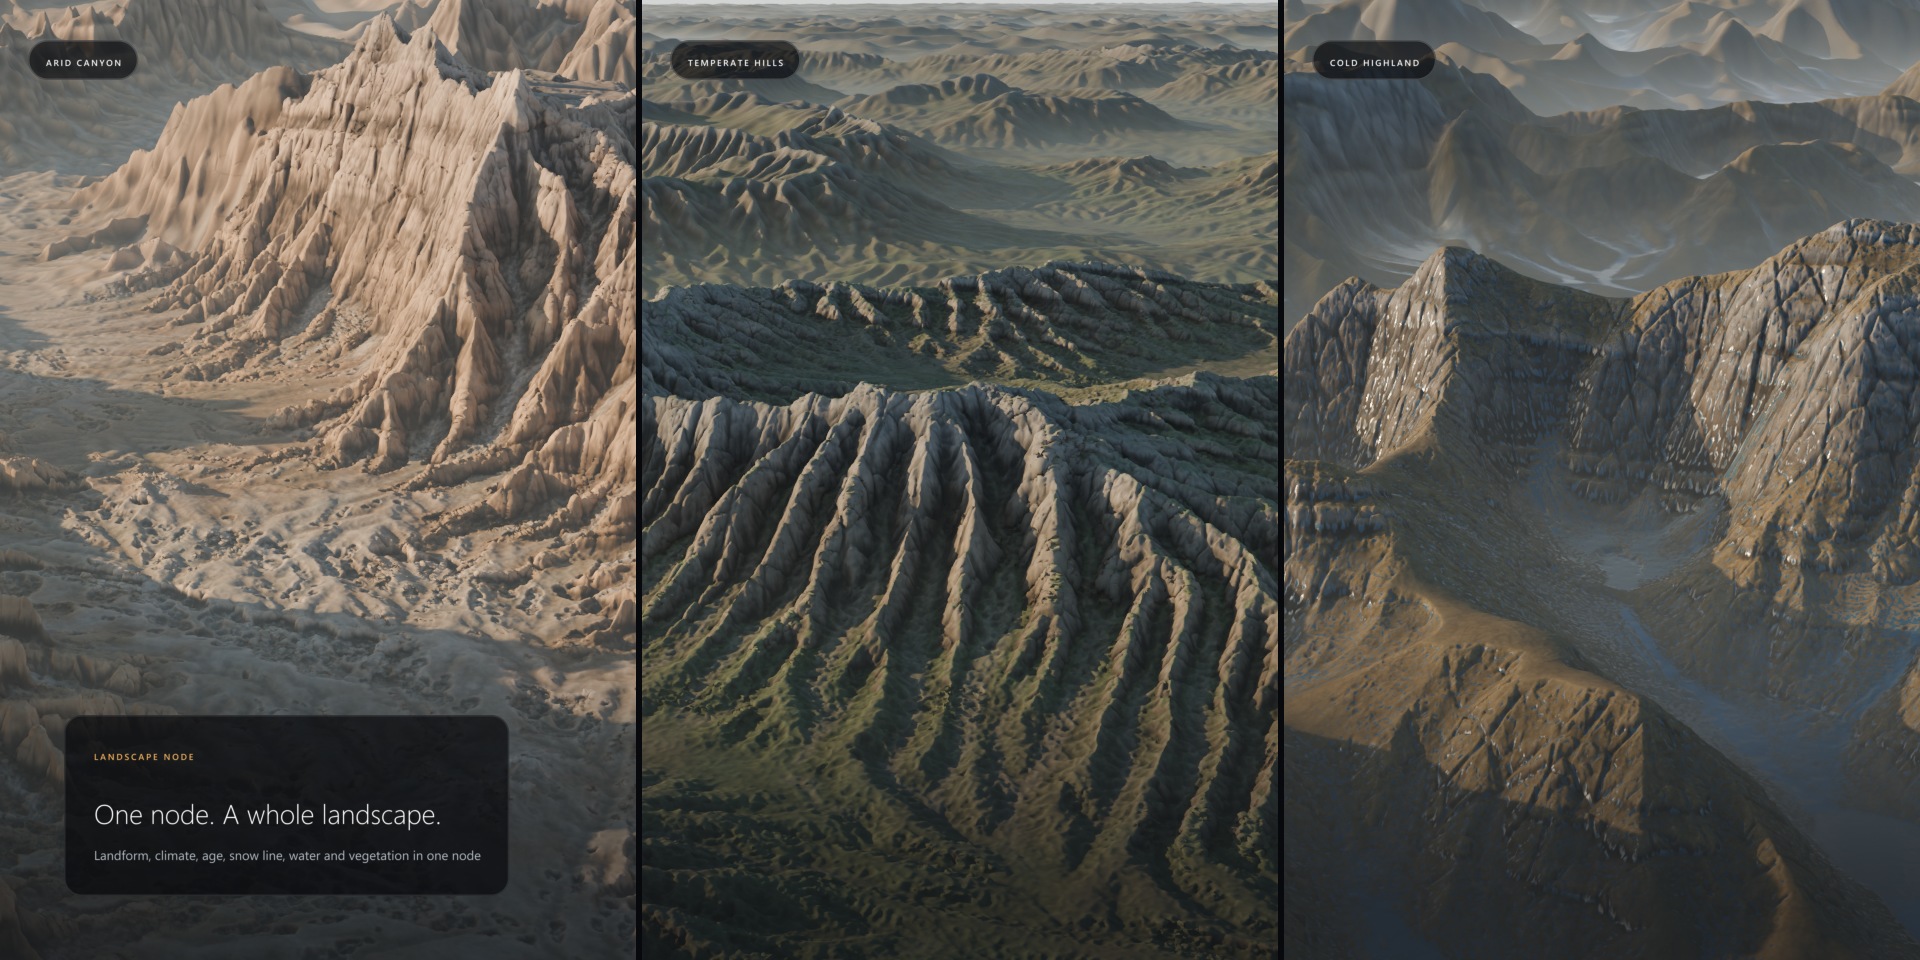 ARID CANYON
TEMPERATE HILLS
COLD HIGHLAND
LANDSCAPE NODE
One node. A whole landscape.
Landform, climate, age, snow line, water and vegetation in one node